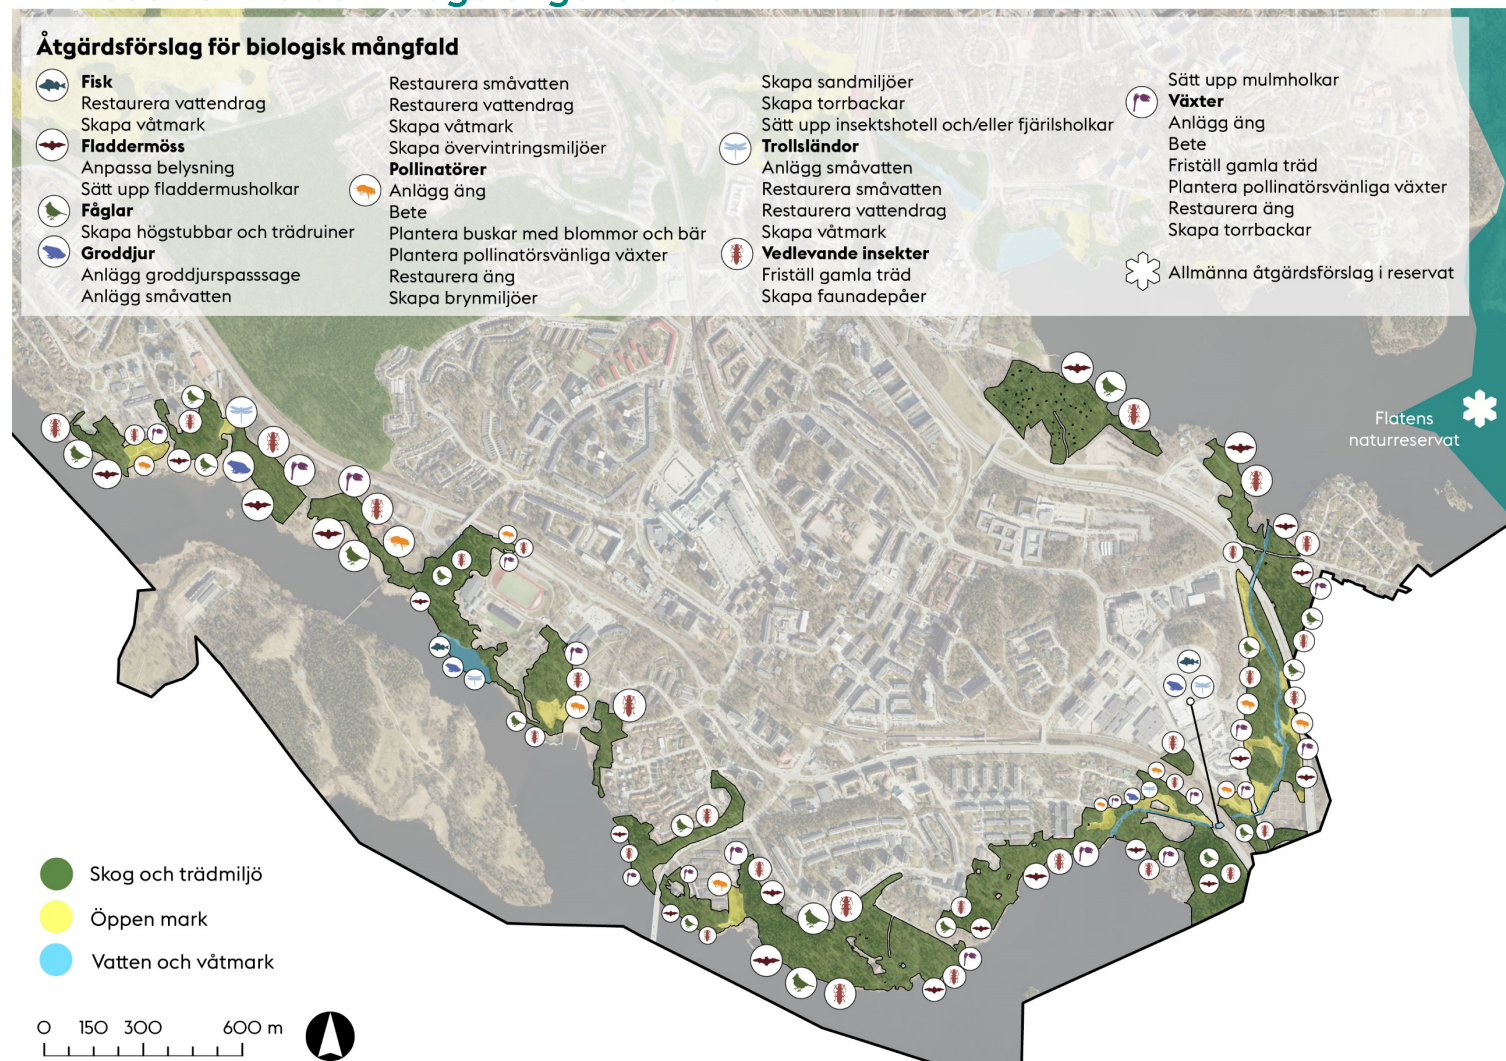 Åtgärdsförslag för biologisk mångfald
Fisk
Restaurera vattendrag
Skapa våtmark
Fladdermöss
Anpassa belysning
Sätt upp fladdermusholkar
Fåglar
Skapa högstubbar och trädruiner
Groddjur
Anlägg groddjurspasssage
Anlägg småvatten
Restaurera småvatten
Restaurera vattendrag
Skapa våtmark
Skapa övervintringsmiljöer
Pollinatörer
Anlägg äng
Bete
Plantera buskar med blommor och bär
Plantera pollinatörsvänliga växter
Restaurera äng
Skapa brynmiljöer
Skapa sandmiljöer
Skapa torrbackar
Sätt upp insektshotell och/eller fjärilsholkar
Trollsländor
Anlägg småvatten
Restaurera småvatten
Restaurera vattendrag
Skapa våtmark
Vedlevande insekter
Friställ gamla träd
Skapa faunadepåer
Sätt upp mulmholkar
Växter
Anlägg äng
Bete
Friställ gamla träd
Plantera pollinatörsvänliga växter
Restaurera äng
Skapa torrbackar
Allmänna åtgärdsförslag i reservat
Flatens
naturreservat
Skog och trädmiljö
Öppen mark
Vatten och våtmark
0 150 300 600 m